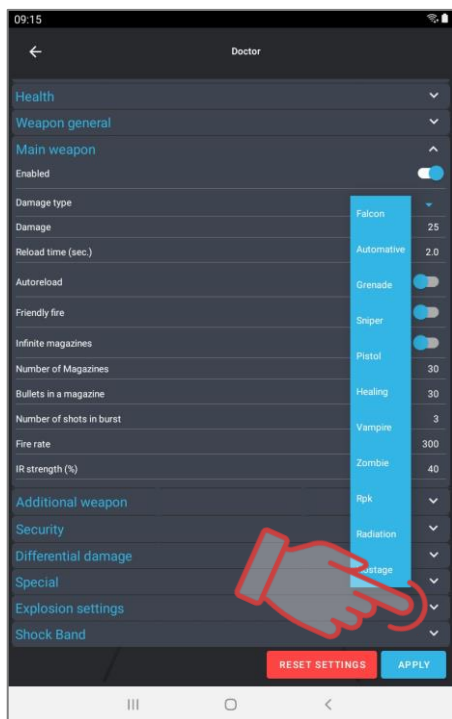 09:15
Doctor
Health
Weapon general
Main weapon
Enabled
Damage type
Falcon
Damage 25
Reload time (sec.) Automative 2.0
Autoreload Grenade
Friendly fire Sniper
Infinite magazines
Pistol
Number of Magazines 30
Bullets in a magazine Healing 30
Number of shots in burst 3
Vampire
Fire rate 300
IR strength (%) Zombie 40
Additional weapon Rpk
Security Radiation
Differential damage
Special
Explosion settings
Shock Band
RESET SETTINGS APPLY